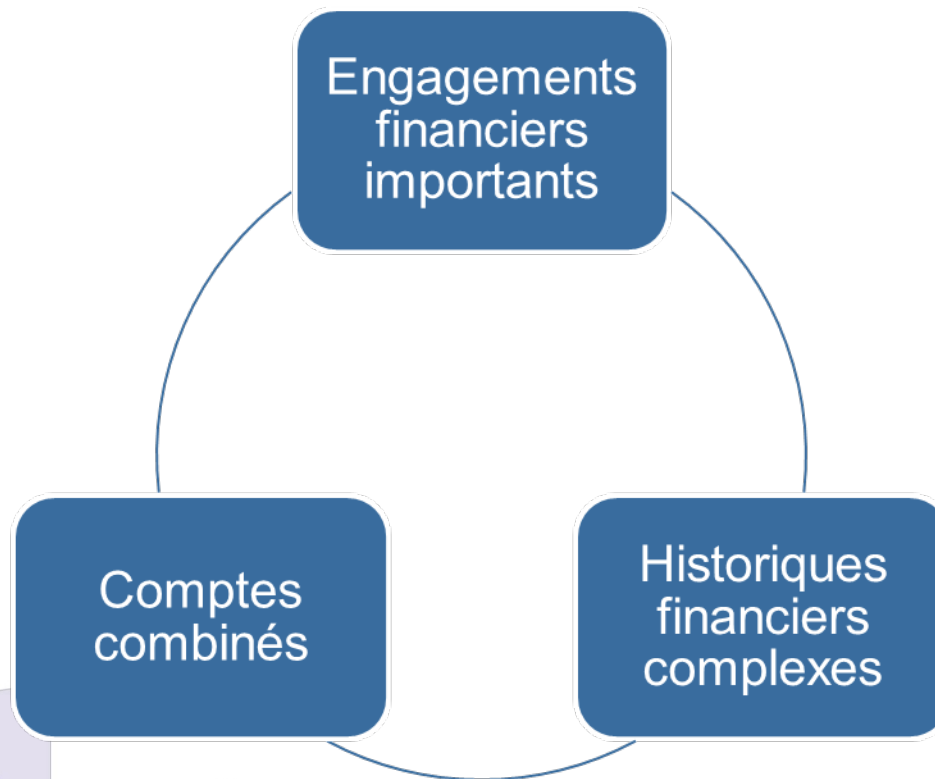 Engagements
financiers
importants
Comptes
combinés
Historiques
financiers
complexes